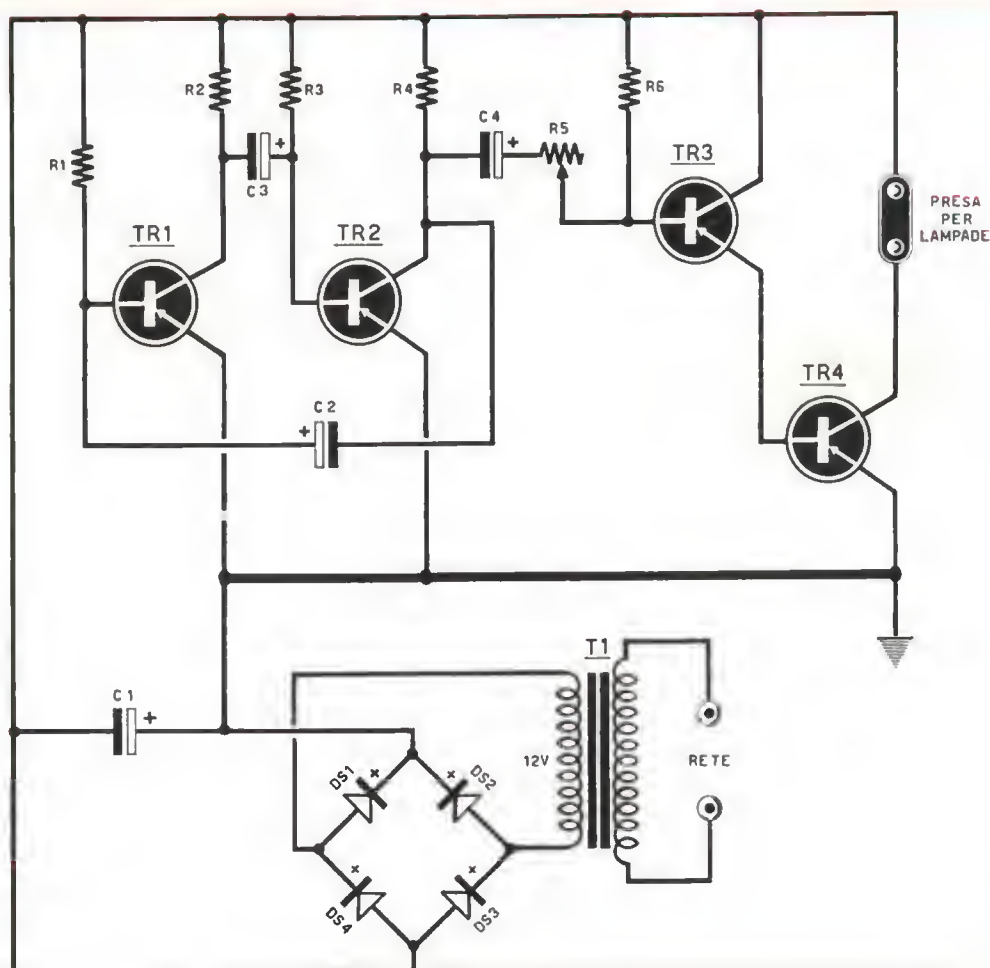 R1
R2
R3
R4
R5
R6
C3
+
C4
+
TR1
TR2
TR3
TR4
PRESA
PER
LAMPADE
C2
+
C1
+
T1
12V
RETE
DS1
+
DS2
+
DS4
+
DS3
+